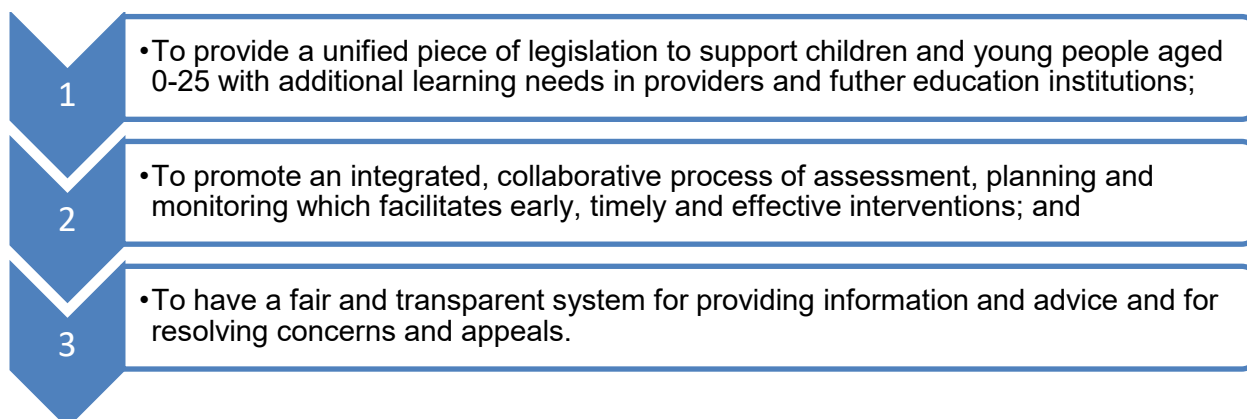 1
•To provide a unified piece of legislation to support children and young people aged
0-25 with additional learning needs in providers and futher education institutions;
2
•To promote an integrated, collaborative process of assessment, planning and
monitoring which facilitates early, timely and effective interventions; and
3
•To have a fair and transparent system for providing information and advice and for
resolving concerns and appeals.